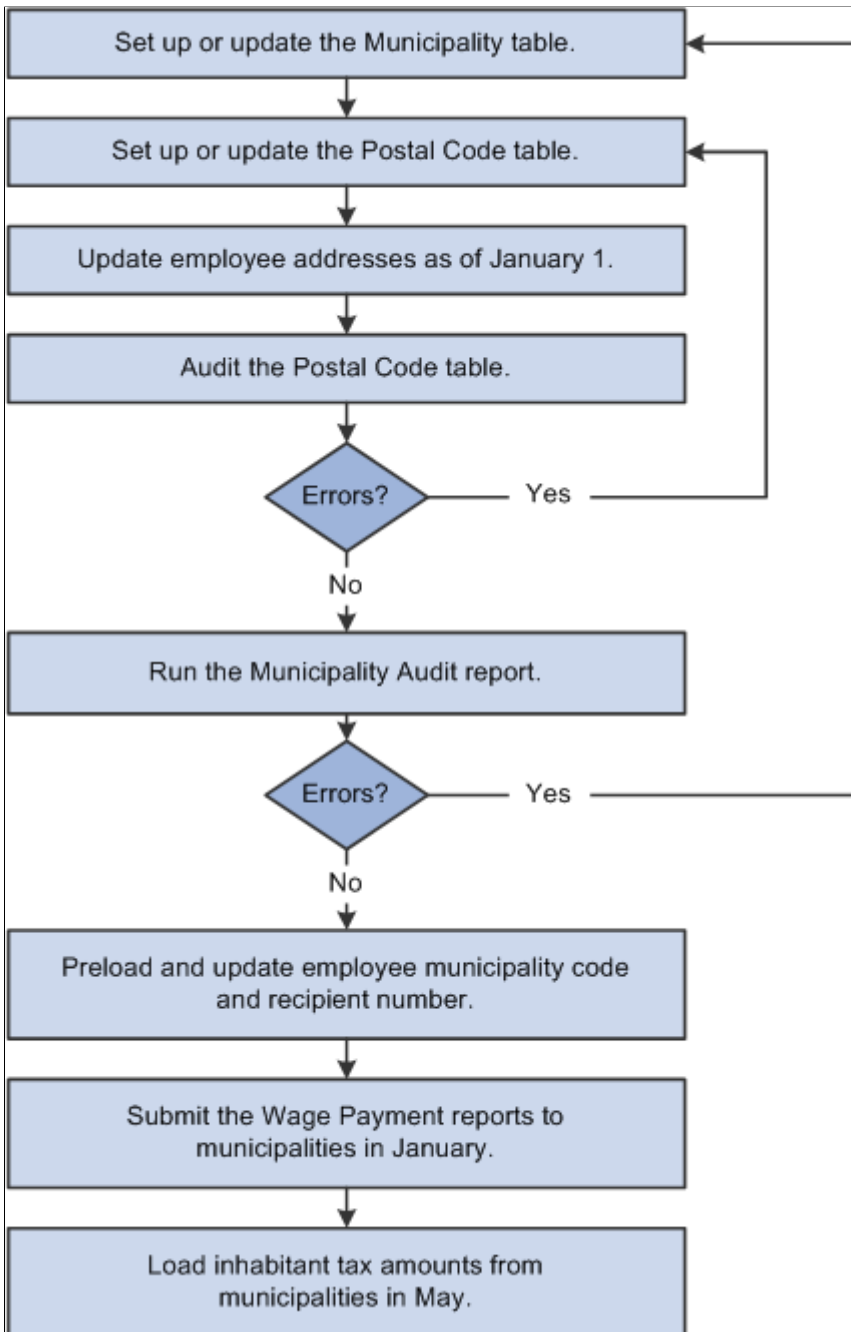 Set up or update the Municipality table.
Set up or update the Postal Code table.
Update employee addresses as of January 1.
Audit the Postal Code table.
Errors?
Yes
No
Run the Municipality Audit report.
Errors?
Yes
No
Preload and update employee municipality code
and recipient number.
Submit the Wage Payment reports to
municipalities in January.
Load inhabitant tax amounts from
municipalities in May.